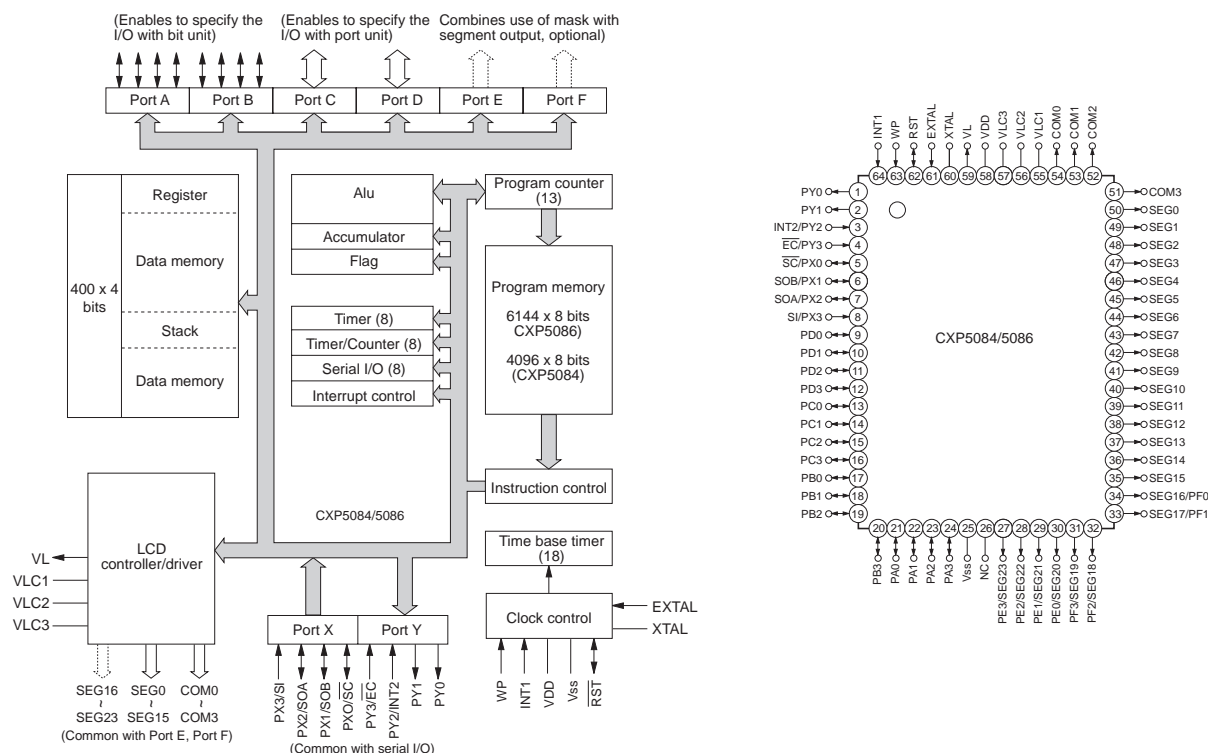 (Enables to specify the
I/O with bit unit)
(Enables to specify the
I/O with port unit)
Combines use of mask with
segment output, optional)
Port A
Port B
Port C
Port D
Port E
Port F
400 x 4
bits
Register
Data memory
Stack
Data memory
Alu
Accumulator
Flag
Timer (8)
Timer/Counter (8)
Serial I/O (8)
Interrupt control
Program counter
(13)
Program memory
6144 x 8 bits
CXP5086)
4096 x 8 bits
(CXP5084)
Instruction control
CXP5084/5086
LCD
controller/driver
VL
VLC1
VLC2
VLC3
SEG16
~
SEG23
SEG0
~
SEG15
COM0
~
COM3
(Common with Port E, Port F)
Port X
Port Y
PX3/SI
PX2/SOA
PX1/SOB
PXO/SC
PY3/EC
PY2/INT2
PY1
PY0
(Common with serial I/O)
Time base timer
(18)
Clock control
EXTAL
XTAL
WP
INT1
VDD
Vss
RST
INT1
WP
RST
EXTAL
XTAL
VL
VDD
VLC3
VLC2
VLC1
COM0
COM1
COM2
64 63 62 61 60 59 58 57 56 55 54 53 52
PY0 1
PY1 2
INT2/PY2 3
EC/PY3 4
SC/PX0 5
SOB/PX1 6
SOA/PX2 7
SI/PX3 8
PD0 9
PD1 10
PD2 11
PD3 12
PC0 13
PC1 14
PC2 15
PC3 16
PB0 17
PB1 18
PB2 19
CXP5084/5086
51 COM3
50 SEG0
49 SEG1
48 SEG2
47 SEG3
46 SEG4
45 SEG5
44 SEG6
43 SEG7
42 SEG8
41 SEG9
40 SEG10
39 SEG11
38 SEG12
37 SEG13
36 SEG14
35 SEG15
34 SEG16/PF0
33 SEG17/PF1
20 21 22 23 24 25 26 27 28 29 30 31 32
PB3
PA0
PA1
PA2
PA3
Vss
NC
PE3/SEG23
PE2/SEG22
PE1/SEG21
PE0/SEG20
PF3/SEG19
PF2/SEG18